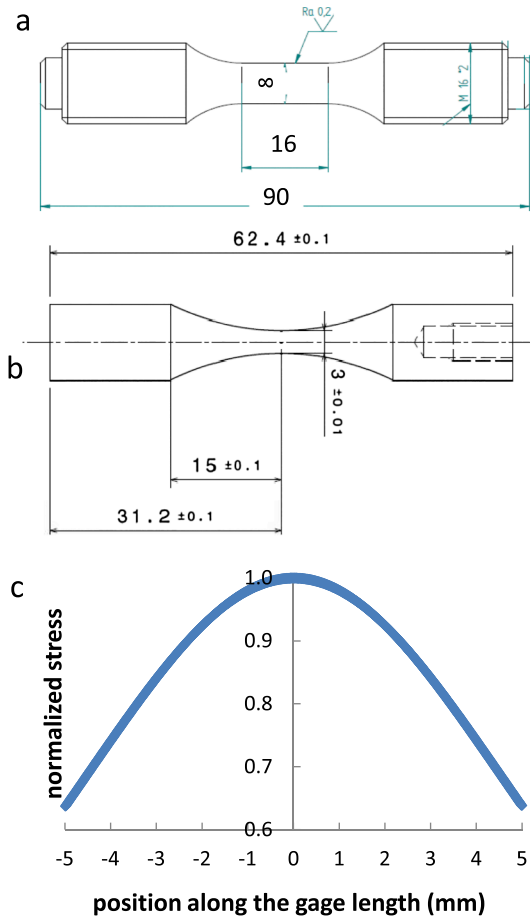 a
Ra 0,2
8
M 16 *2
16
90
62.4 ±0.1
b
3 ±0.01
15 ±0.1
31.2 ±0.1
c
normalized stress
1.0
0.9
0.8
0.7
0.6
-5 -4 -3 -2 -1 0 1 2 3 4 5
position along the gage length (mm)